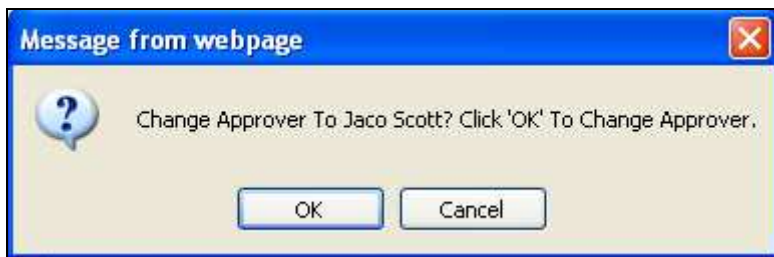 Message from webpage
Change Approver To Jaco Scott? Click 'OK' To Change Approver.
OK
Cancel